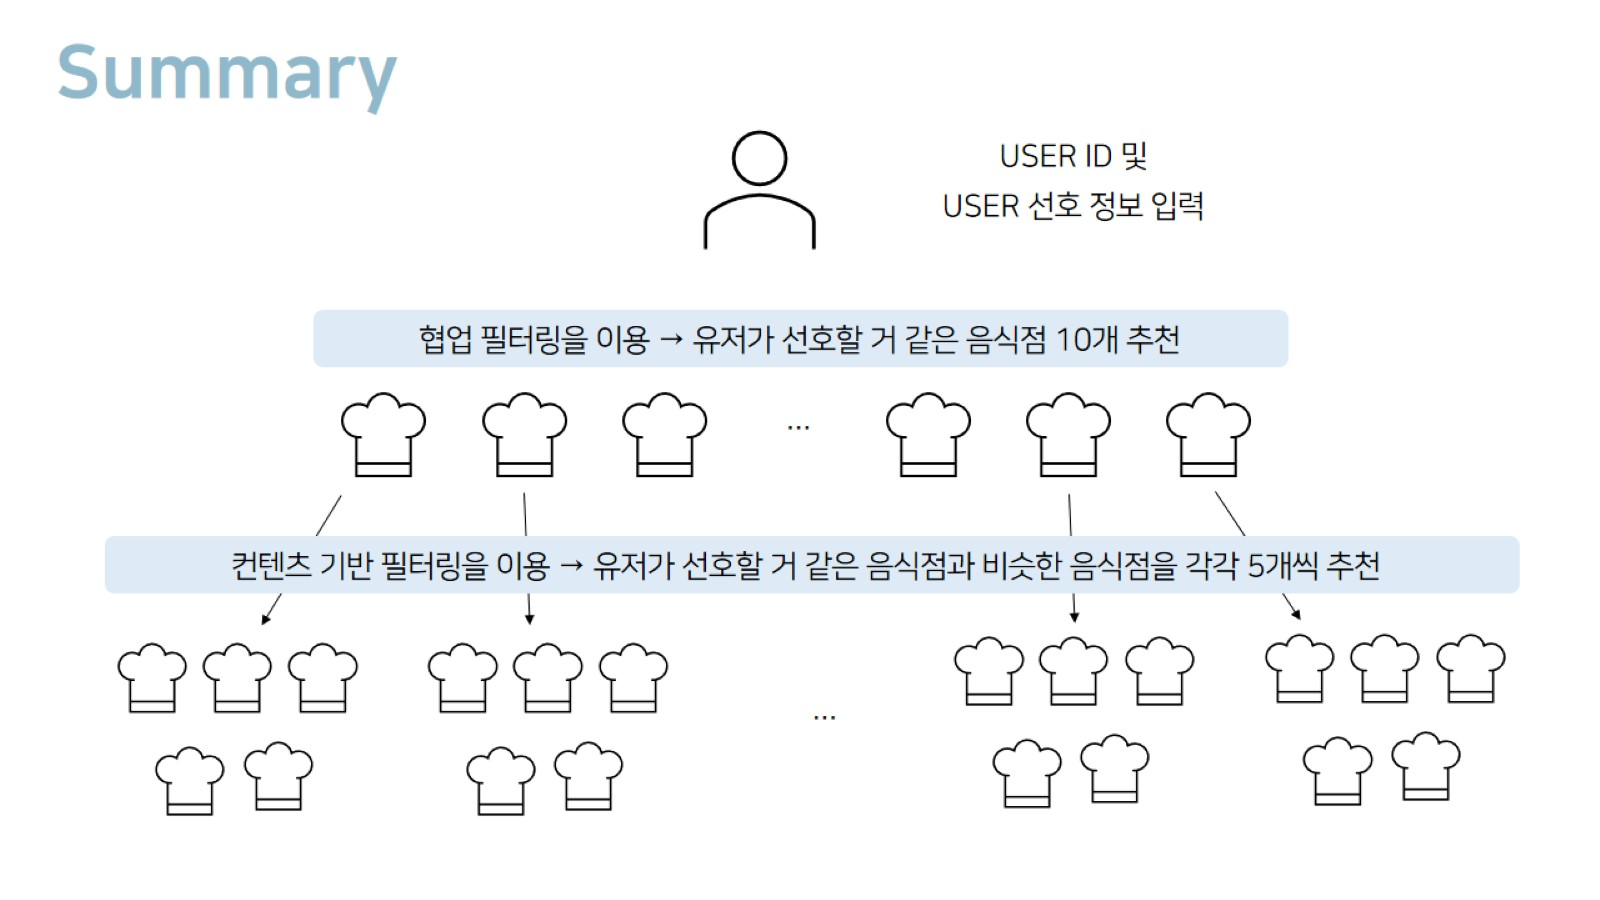 Summary
USER ID 및
USER 선호 정보 입력
협업 필터링을 이용 → 유저가 선호할 거 같은 음식점 10개 추천
...
컨텐츠 기반 필터링을 이용 → 유저가 선호할 거 같은 음식점과 비슷한 음식점을 각각 5개씩 추천
...